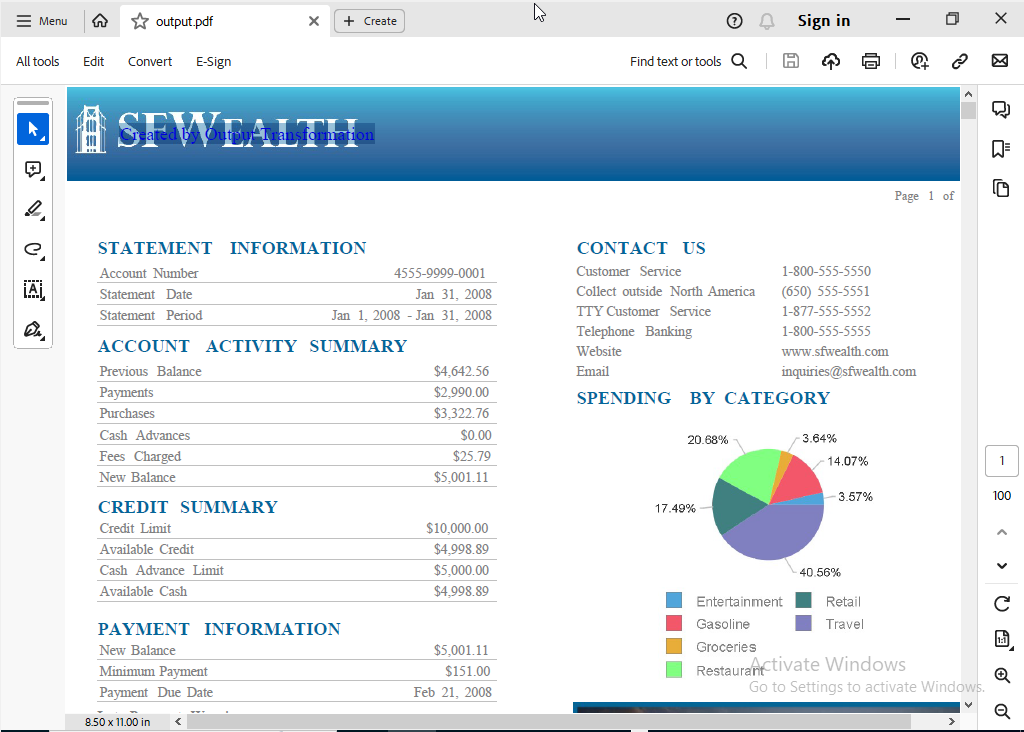 Menu
output.pdf
Create
Sign in
All tools
Edit
Convert
E-Sign
Find text or tools
SFWEALTH
Created by Output Transformation
Page 1 of
STATEMENT INFORMATION
Account Number 4555-9999-0001
Statement Date Jan 31, 2008
Statement Period Jan 1, 2008 - Jan 31, 2008
ACCOUNT ACTIVITY SUMMARY
Previous Balance $4,642.56
Payments $2,990.00
Purchases $3,322.76
Cash Advances $0.00
Fees Charged $25.79
New Balance $5,001.11
CREDIT SUMMARY
Credit Limit $10,000.00
Available Credit $4,998.89
Cash Advance Limit $5,000.00
Available Cash $4,998.89
PAYMENT INFORMATION
New Balance $5,001.11
Minimum Payment $151.00
Payment Due Date Feb 21, 2008
CONTACT US
Customer Service 1-800-555-5550
Collect outside North America (650) 555-5551
TTY Customer Service 1-877-555-5552
Telephone Banking 1-800-555-5555
Website www.sfwealth.com
Email inquiries@sfwealth.com
SPENDING BY CATEGORY
20.68%
3.64%
14.07%
3.57%
17.49%
40.56%
Entertainment
Retail
Gasoline
Travel
Groceries
Restaurant
Activate Windows
Go to Settings to activate Windows.
1
100
1:1
8.50 x 11.00 in